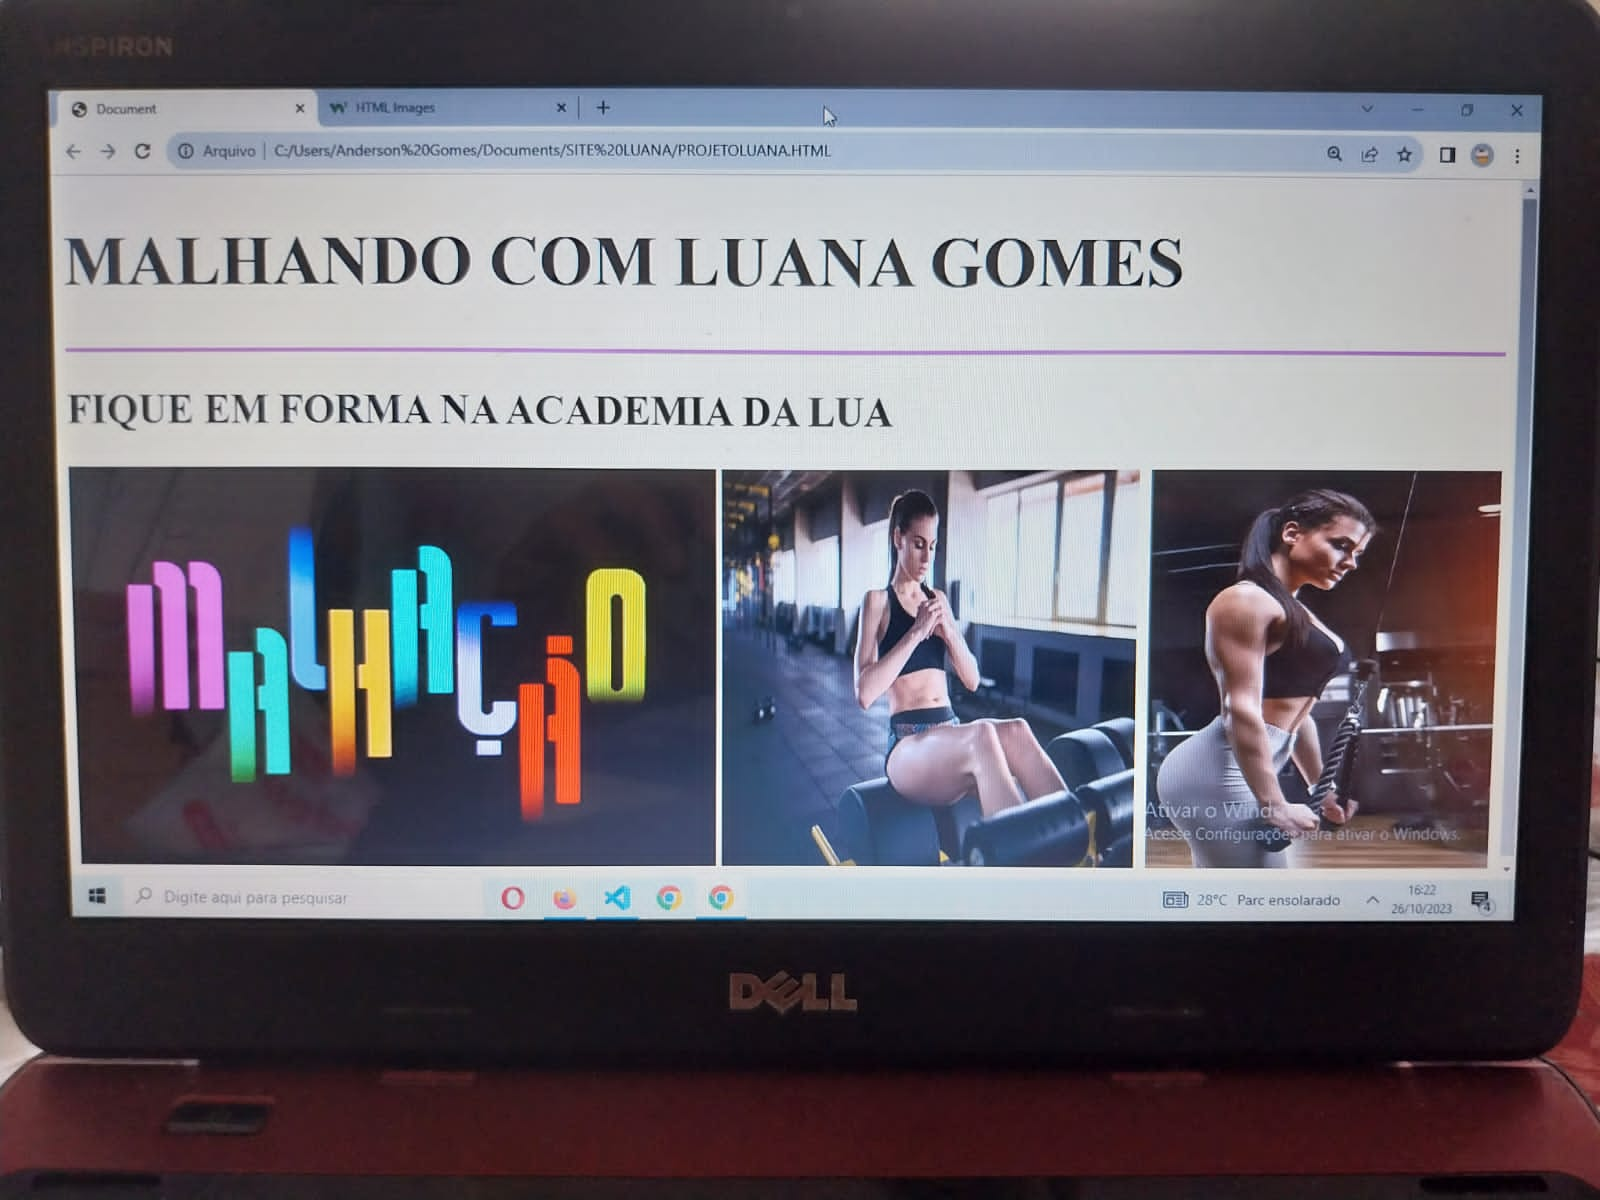 INSPIRON
Document
HTML Images
Arquivo
C:/Users/Anderson%20Gomes/Documents/SITE%20LUANA/PROJETOLUANA.HTML
MALHANDO COM LUANA GOMES
FIQUE EM FORMA NA ACADEMIA DA LUA
MALHAÇÃO
Ativar o Wind
Acesse Configurações para ativar o Windows.
Digite aqui para pesquisar
28°C Parc ensolarado
16:22
26/10/2023
4
DELL